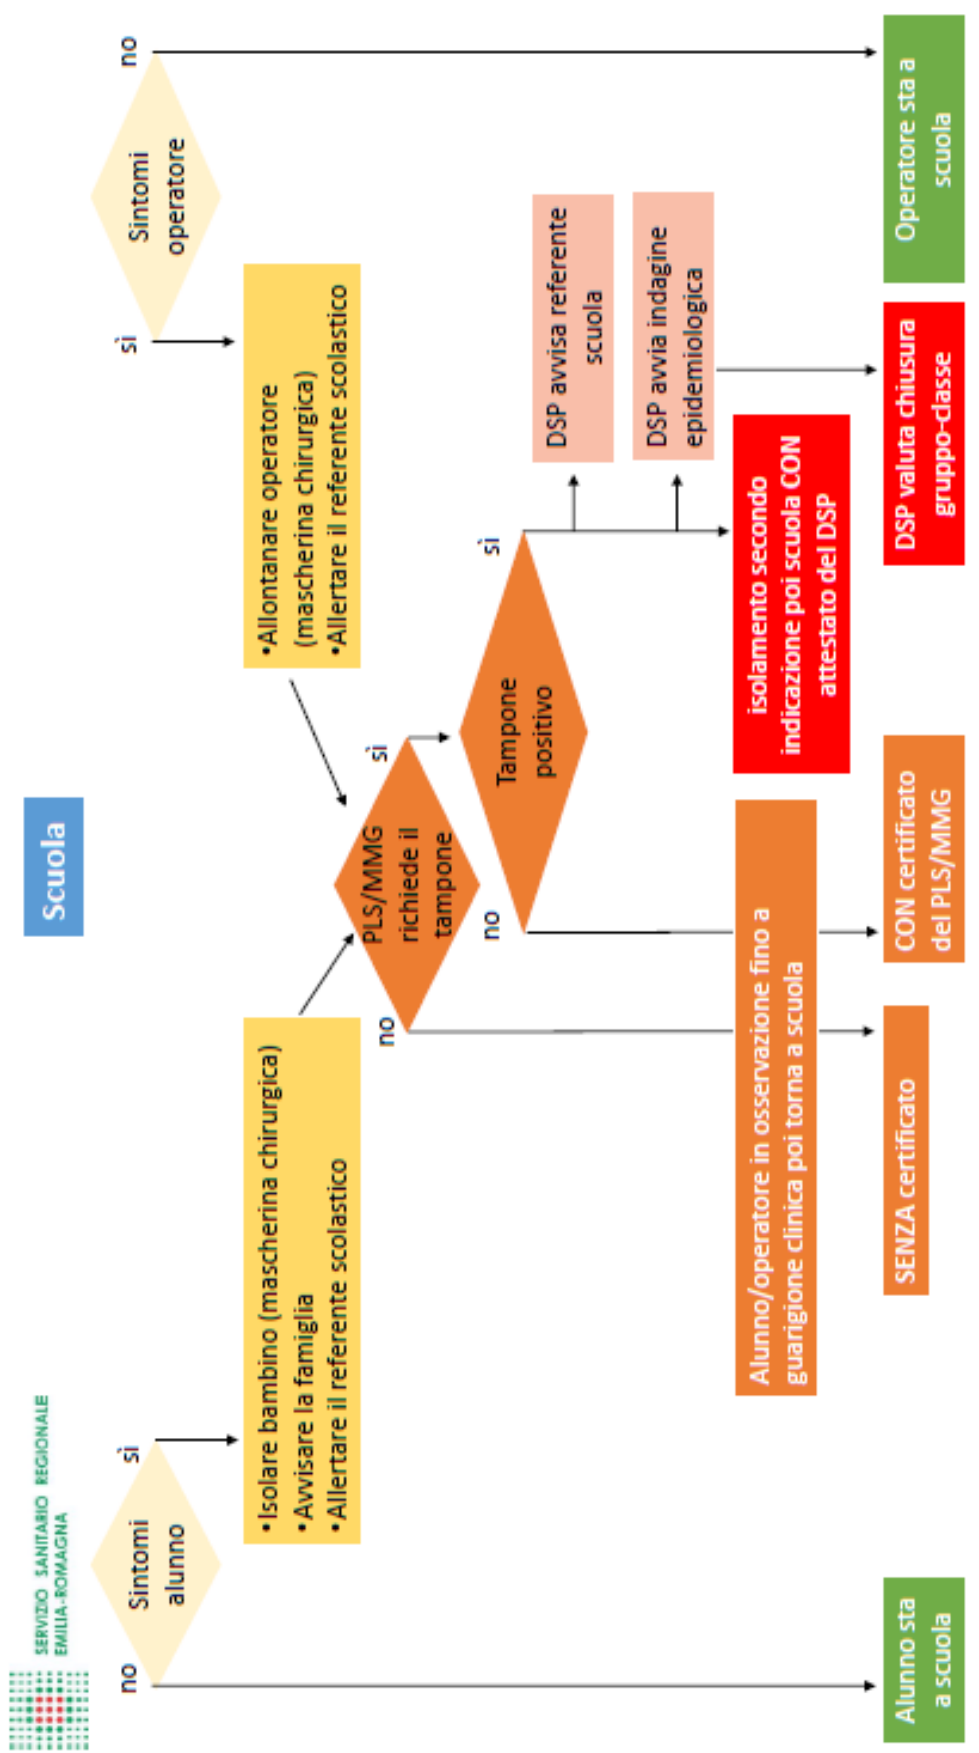 SERVIZIO SANITARIO REGIONALE
EMILIA-ROMAGNA
Scuola
no
Sintomi
alunno
sì
sì
Sintomi
operatore
no
•Isolare bambino (mascherina chirurgica)
•Avvisare la famiglia
•Allertare il referente scolastico
•Allontanare operatore
(mascherina chirurgica)
•Allertare il referente scolastico
no
PLS/MMG
richiede il
tampone
sì
no
Tampone
positivo
sì
DSP avvisa referente
scuola
DSP avvia indagine
epidemiologica
Alunno/operatore in osservazione fino a
guarigione clinica poi torna a scuola
isolamento secondo
indicazione poi scuola CON
attestato del DSP
Alunno sta
a scuola
SENZA certificato
CON certificato
del PLS/MMG
DSP valuta chiusura
gruppo-classe
Operatore sta a
scuola